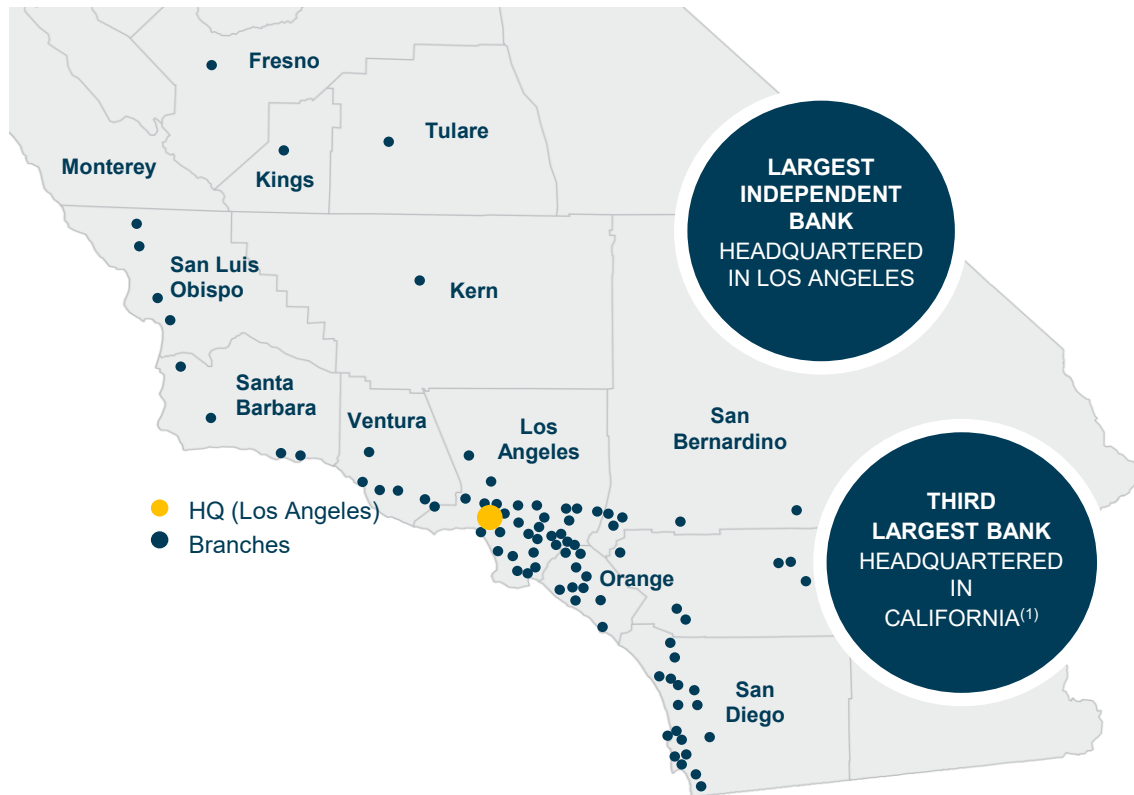 Fresno
Tulare
Monterey
Kings
LARGEST
INDEPENDENT
BANK
HEADQUARTERED
IN LOS ANGELES
San Luis
Obispo
Kern
Santa
Barbara
Ventura
Los
Angeles
San
Bernardino
HQ (Los Angeles)
Branches
THIRD
LARGEST BANK
HEADQUARTERED
IN
CALIFORNIA(1)
Orange
San
Diego